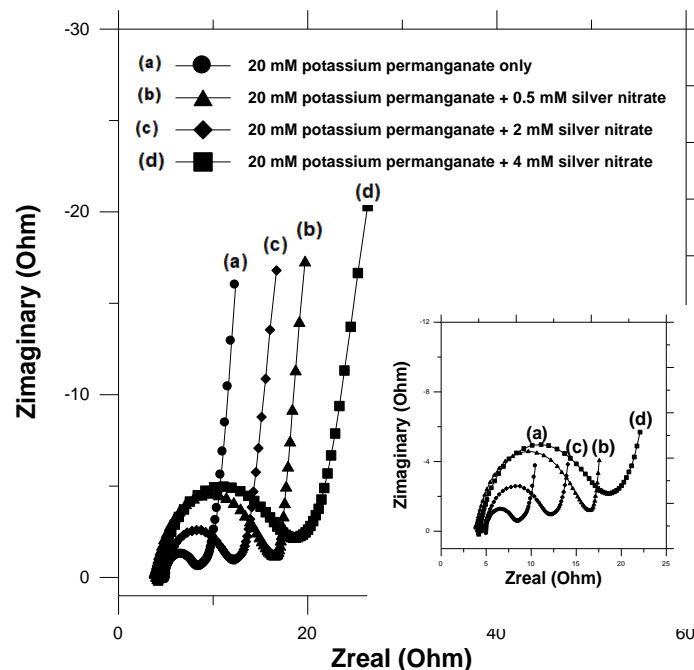 -30
(a) 20 mM potassium permanganate only
(b) 20 mM potassium permanganate + 0.5 mM silver nitrate
(c) 20 mM potassium permanganate + 2 mM silver nitrate
(d) 20 mM potassium permanganate + 4 mM silver nitrate
-20
(d)
(b)
(c)
(a)
Zimaginary (Ohm)
-10
0
0 20 40 60
Zreal (Ohm)
-12
-8
-4
0
Zimaginary (Ohm)
(d)
(a)
(c) (b)
0 5 10 15 20 25
Zreal (Ohm)